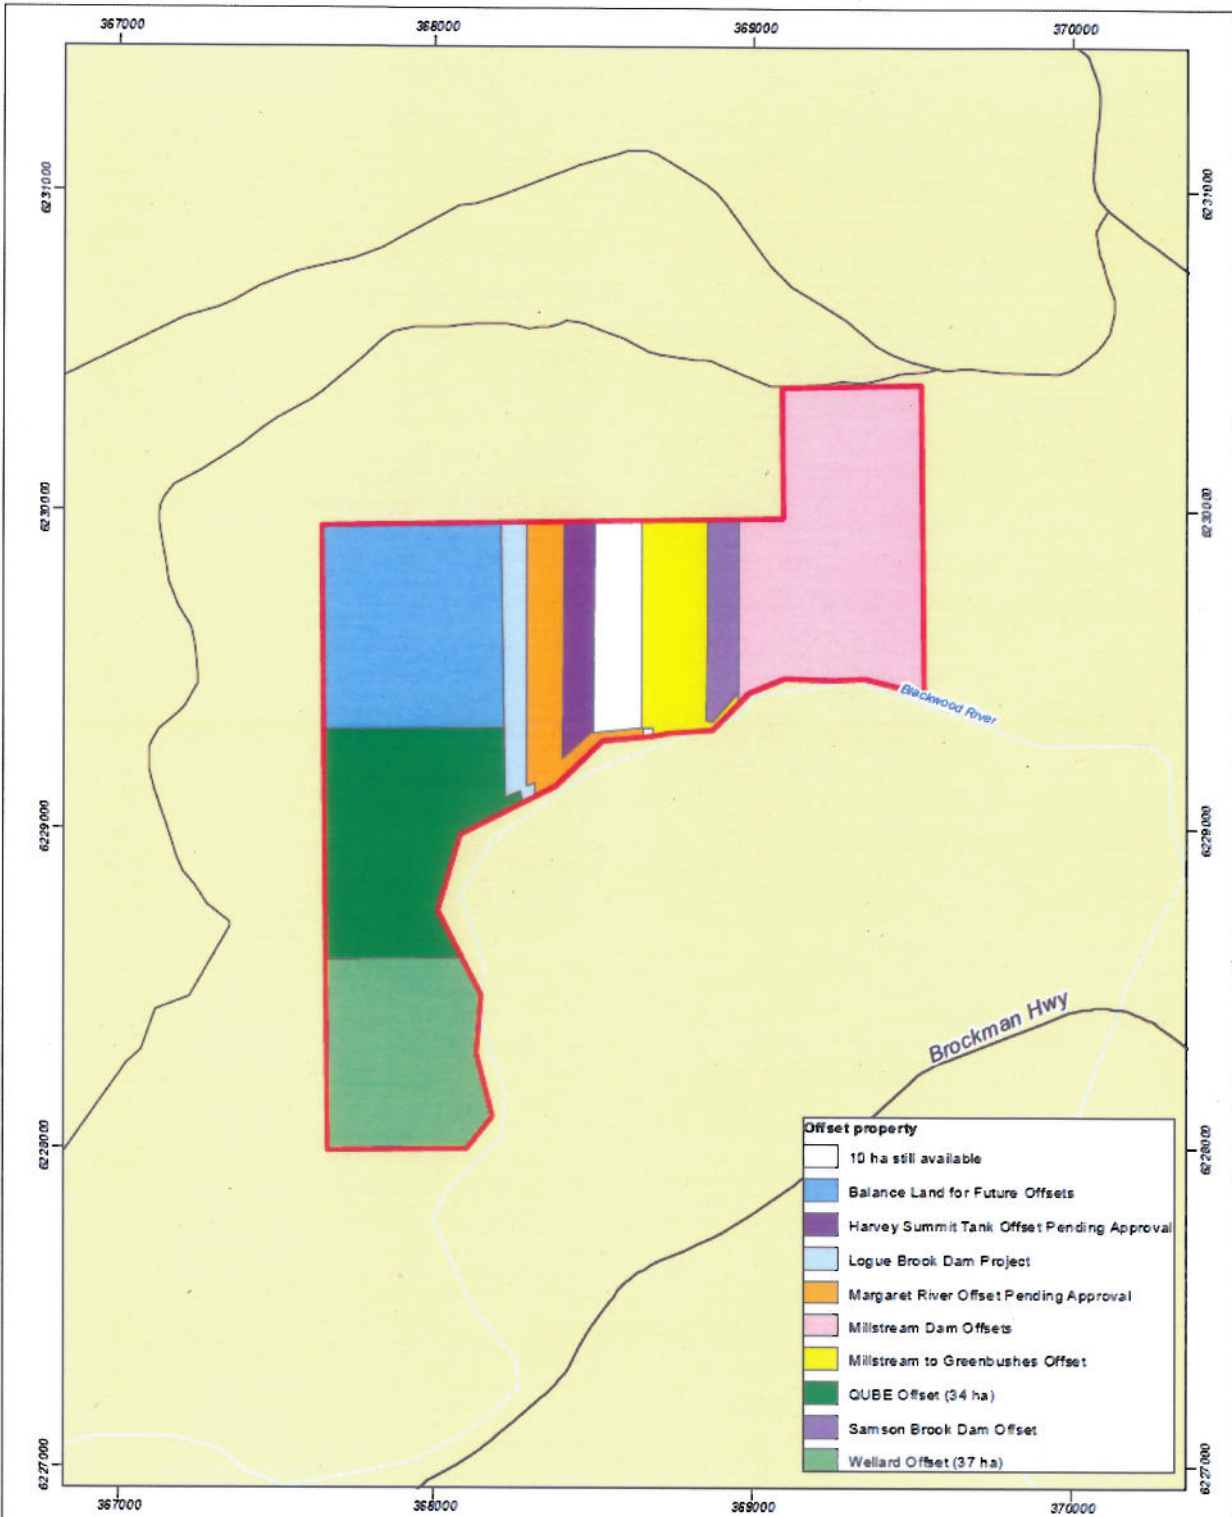 367000 368000 369000 370000
6231000 6231000
6230000 6230000
Blackwood River
6229000 6229000
Brockman Hwy
6228000 6228000
Offset property
10 ha still available
Balance Land for Future Offsets
Harvey Summit Tank Offset Pending Approval
Logue Brook Dam Project
Margaret River Offset Pending Approval
Millstream Dam Offsets
Millstream to Greenbushes Offset
QUBE Offset (34 ha)
Samson Brook Dam Offset
Wellard Offset (37 ha)
6227000 6227000
367000 368000 369000 370000